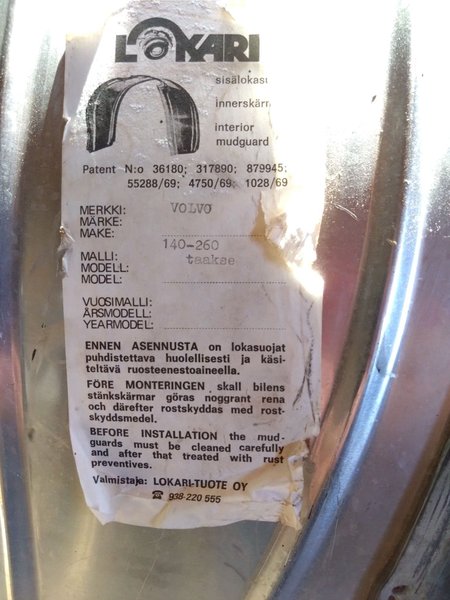 LOKARI
sisälokasu
innerskärm
interior
mudguard
Patent N:o 36180; 317890; 879945;
55288/69; 4750/69; 1028/69
MERKKI: VOLVO
MÄRKE:
MAKE:
140-260
MALLI: taakse
MODELL:
MODEL:
VUOSIMALLI:
ÅRSMODELL:
YEARMODEL:
ENNEN ASENNUSTA on lokasuojat
puhdistettava huolellisesti ja käsi-
teltävä ruosteenestoaineella.
FÖRE MONTERINGEN skall bilens
stänkskärmar göras noggrant rena
och därefter rostskyddas med rost-
skyddsmedel.
BEFORE INSTALLATION the mud-
guards must be cleaned carefully
and after that treated with rust
preventives.
Valmistaja: LOKARI-TUOTE OY
☎ 938-220 555